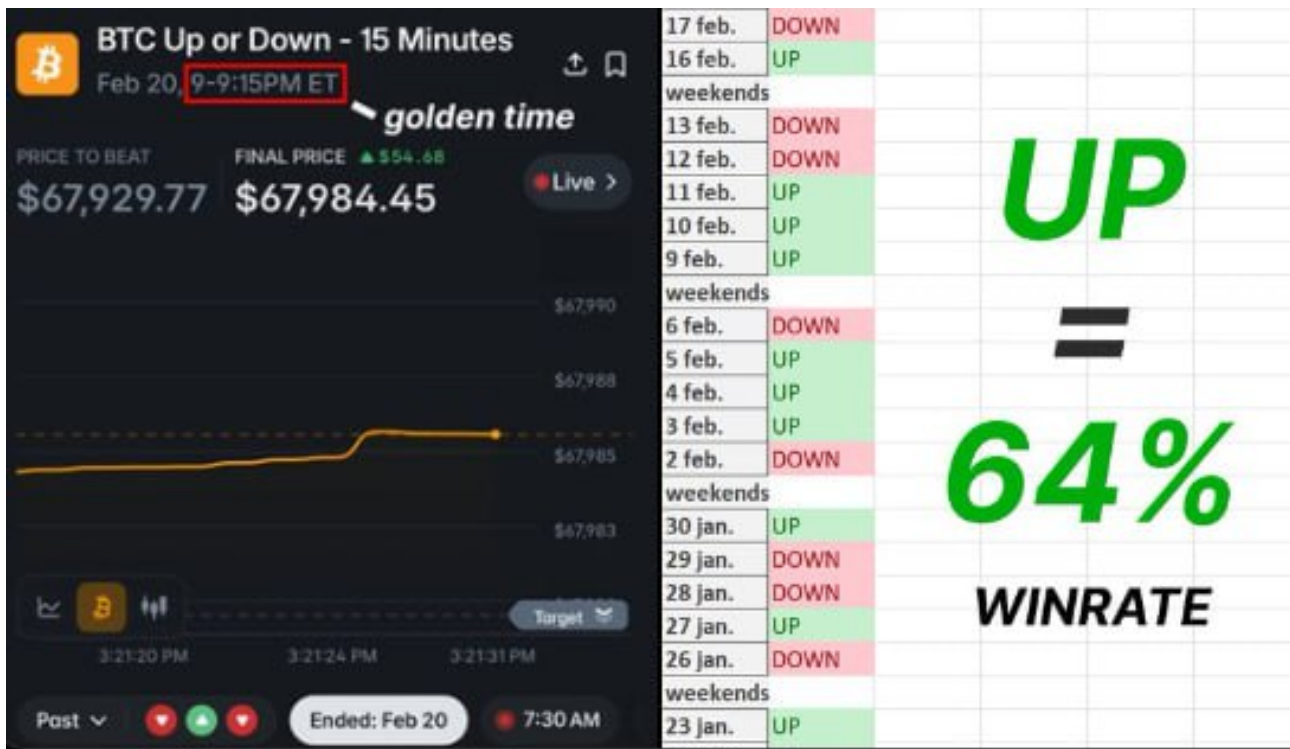 BTC Up or Down - 15 Minutes
Feb 20, 9-9:15PM ET
golden time
PRICE TO BEAT
FINAL PRICE ▲ $54.68
$67,929.77
$67,984.45
Live >
$67,990
$67,988
$67,985
$67,983
Target
3:21:20 PM
3:21:24 PM
3:21:31 PM
Past
Ended: Feb 20
7:30 AM
17 feb. DOWN
16 feb. UP
weekends
13 feb. DOWN
12 feb. DOWN
11 feb. UP
10 feb. UP
9 feb. UP
weekends
6 feb. DOWN
5 feb. UP
4 feb. UP
3 feb. UP
2 feb. DOWN
weekends
30 jan. UP
29 jan. DOWN
28 jan. DOWN
27 jan. UP
26 jan. DOWN
weekends
23 jan. UP
UP
=
64%
WINRATE